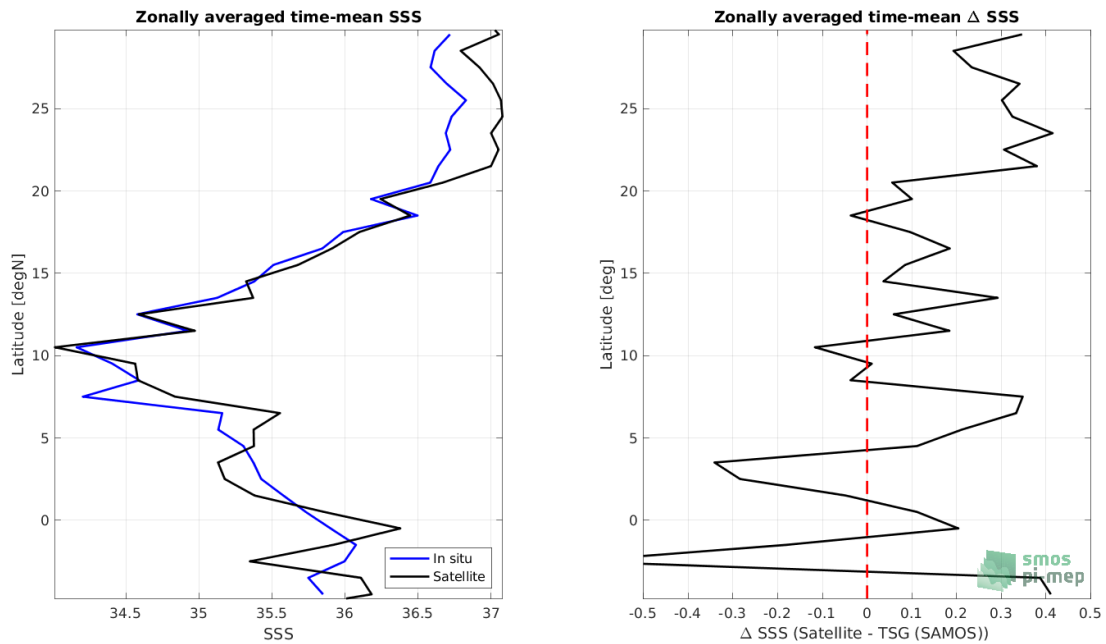 Zonally averaged time-mean SSS
Latitude [degN]
25
20
15
10
5
0
34.5 35 35.5 36 36.5 37
SSS
In situ
Satellite
Zonally averaged time-mean Δ SSS
Latitude [deg]
25
20
15
10
5
0
-0.5 -0.4 -0.3 -0.2 -0.1 0 0.1 0.2 0.3 0.4 0.5
Δ SSS (Satellite - TSG (SAMOS))
smos
pi-mep